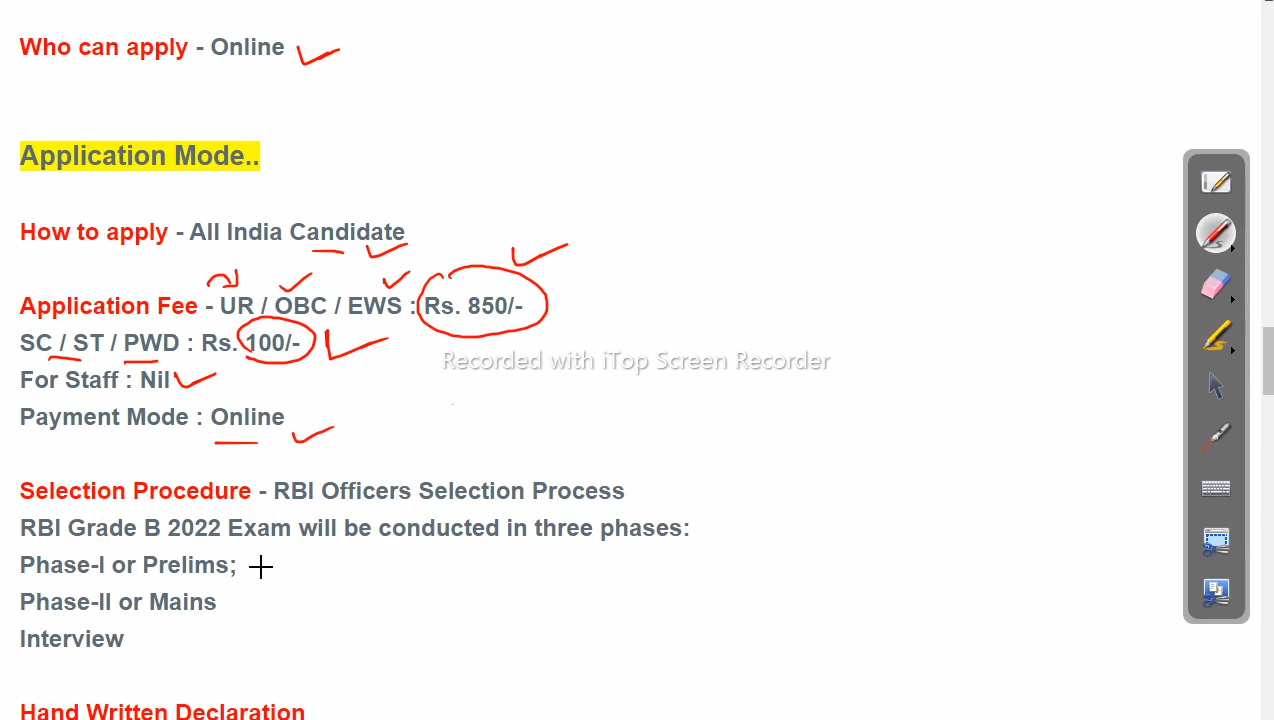 Who can apply - Online
Application Mode..
How to apply - All India Candidate
Application Fee - UR / OBC / EWS : Rs. 850/-
SC / ST / PWD : Rs. 100/-
Recorded with iTop Screen Recorder
For Staff : Nil
Payment Mode : Online
Selection Procedure - RBI Officers Selection Process
RBI Grade B 2022 Exam will be conducted in three phases:
Phase-I or Prelims;
Phase-II or Mains
Interview
Hand Written Declaration